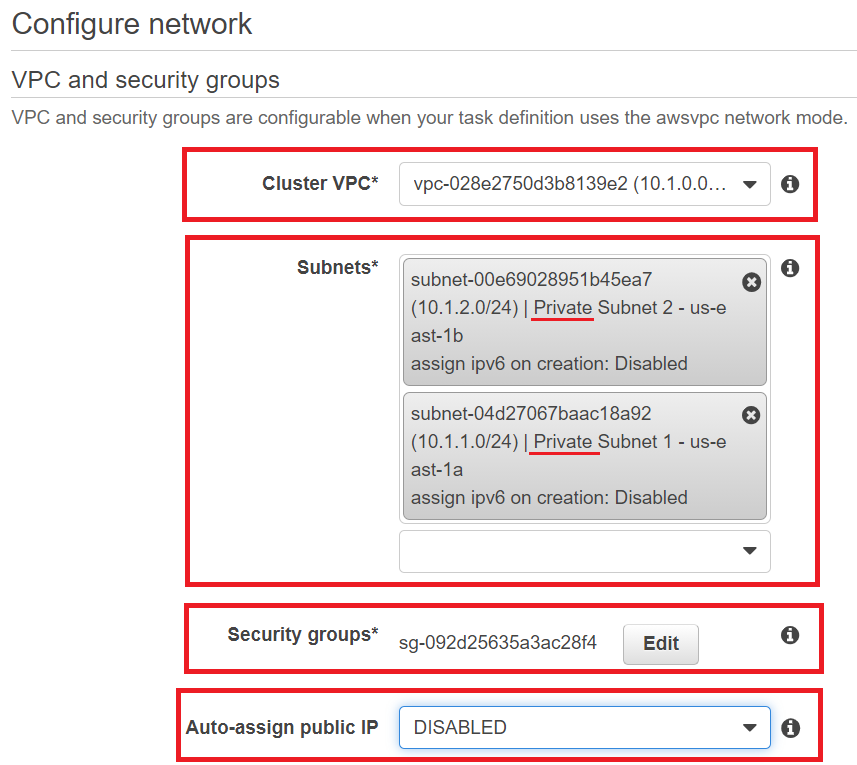 Configure network
VPC and security groups
VPC and security groups are configurable when your task definition uses the awsvpc network mode.
Cluster VPC* vpc-028e2750d3b8139e2 (10.1.0.0…
Subnets*
subnet-00e69028951b45ea7
(10.1.2.0/24) | Private Subnet 2 - us-e
ast-1b
assign ipv6 on creation: Disabled
subnet-04d27067baac18a92
(10.1.1.0/24) | Private Subnet 1 - us-e
ast-1a
assign ipv6 on creation: Disabled
Security groups* sg-092d25635a3ac28f4 Edit
Auto-assign public IP DISABLED